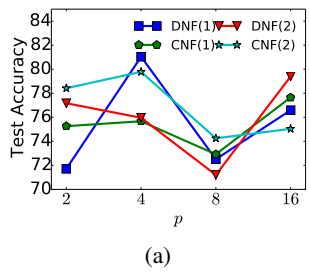 84
DNF(1) DNF(2)
82
CNF(1) CNF(2)
80
78
76
74
72
70
Test Accuracy
2 4 8 16
p
(a)